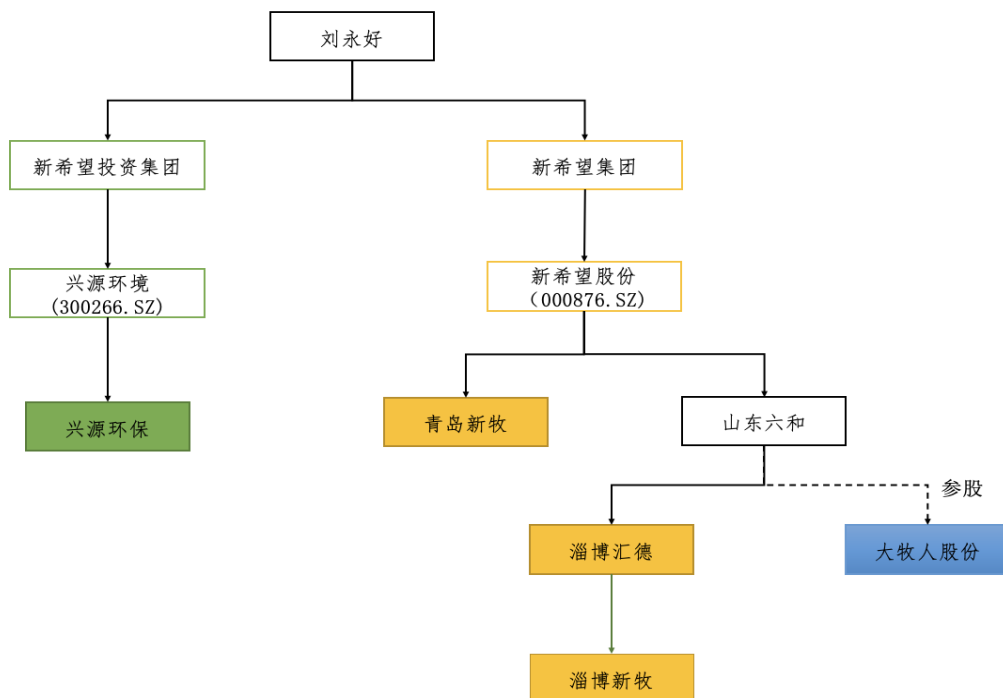 刘永好
新希望投资集团
新希望集团
兴源环境
(300266.SZ)
新希望股份
（000876.SZ）
兴源环保
青岛新牧
山东六和
参股
淄博汇德
大牧人股份
淄博新牧